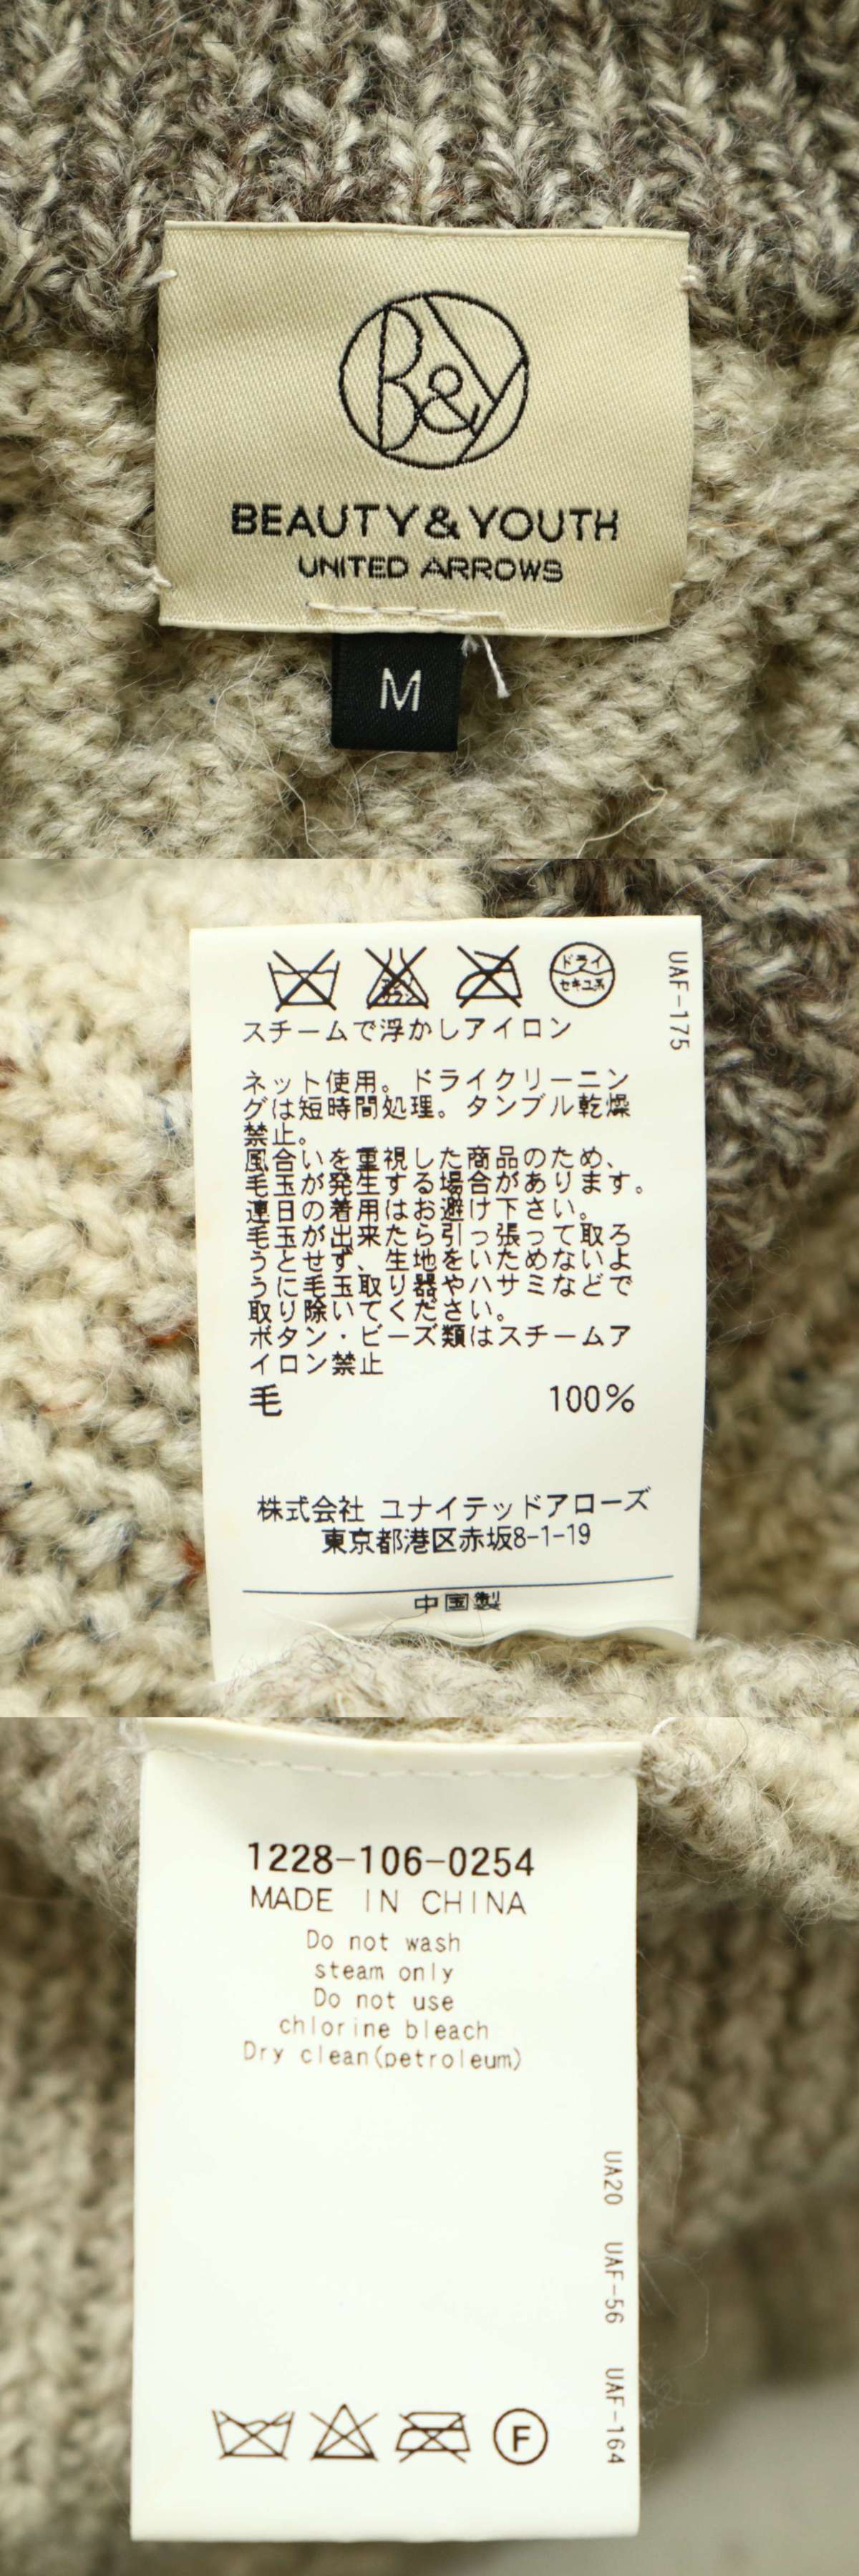 B&Y
BEAUTY&YOUTH
UNITED ARROWS
M
ドライ
セキユ系
UAF-175
スチームで浮かしアイロン
ネット使用。ドライクリーニン
グは短時間処理。タンブル乾燥
禁止。
風合いを重視した商品のため、
毛玉が発生する場合があります。
連日の着用はお避け下さい。
毛玉が出来たら引っ張って取ろ
うとせず、生地をいためないよ
うに毛玉取り器やハサミなどで
取り除いてください。
ボタン・ビーズ類はスチームア
イロン禁止
毛 100%
株式会社 ユナイテッドアローズ
東京都港区赤坂8-1-19
中国製
1228-106-0254
MADE IN CHINA
Do not wash
steam only
Do not use
chlorine bleach
Dry clean(petroleum)
UA20 UAF-56 UAF-164
F